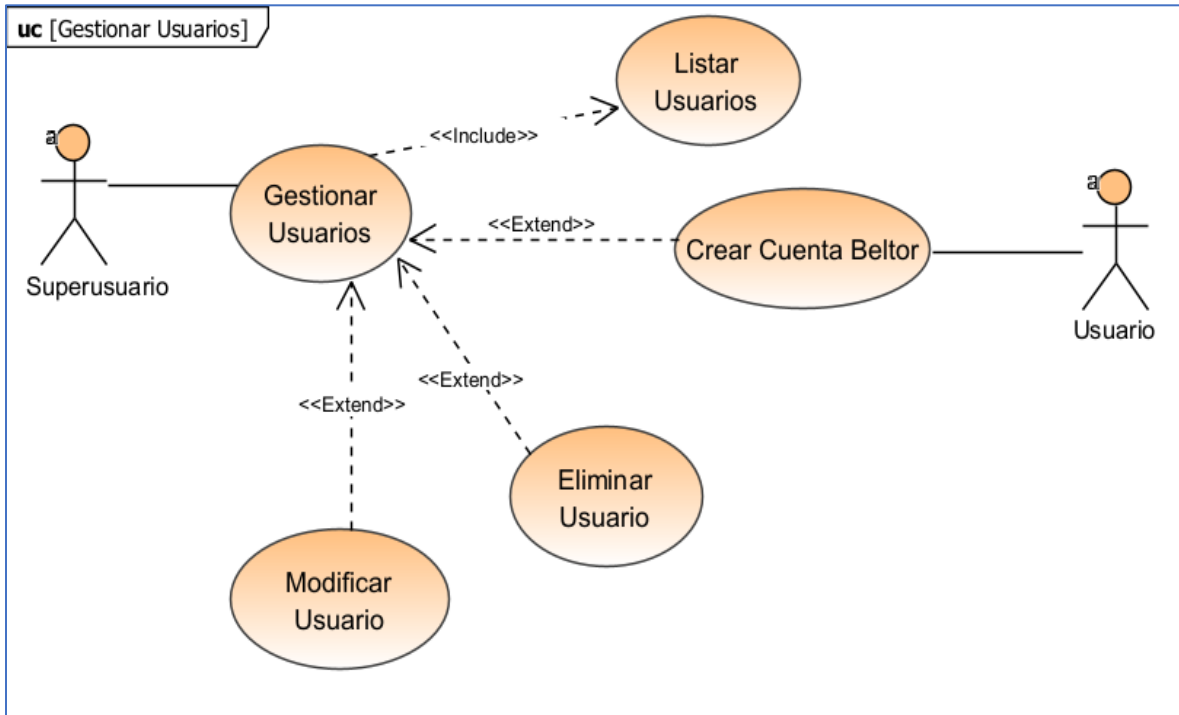 uc [Gestionar Usuarios]
Listar
Usuarios
<<Include>>
Gestionar
Usuarios
<<Extend>>
Crear Cuenta Beltor
Superusuario
Usuario
<<Extend>>
<<Extend>>
Eliminar
Usuario
Modificar
Usuario